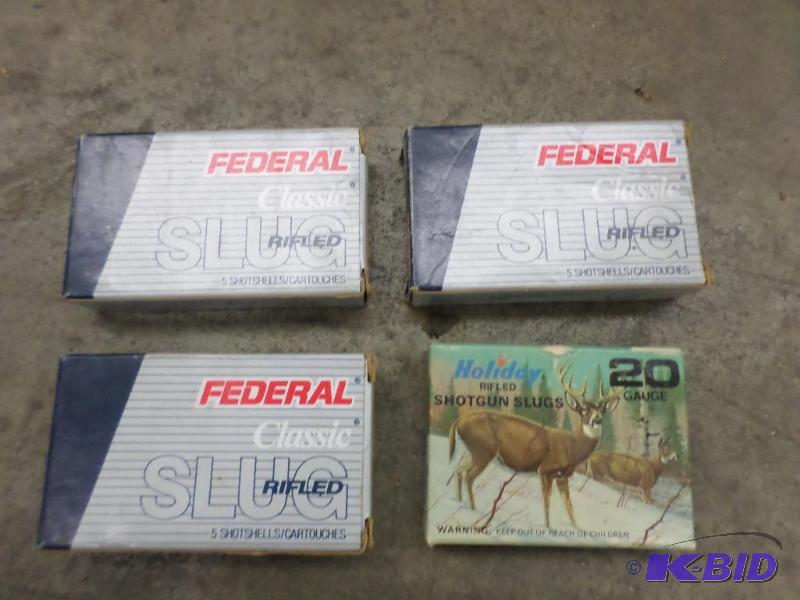 FEDERAL®
Classic®
SLUG
RIFLED
5 SHOTSHELLS/CARTOUCHES
FEDERAL®
Classic®
SLUG
RIFLED
5 SHOTSHELLS/CARTOUCHES
FEDERAL®
Classic®
SLUG
RIFLED
5 SHOTSHELLS/CARTOUCHES
Holiday
RIFLED
SHOTGUN SLUGS
20
GAUGE
WARNING: KEEP OUT OF REACH OF CHILDREN
© K-BID